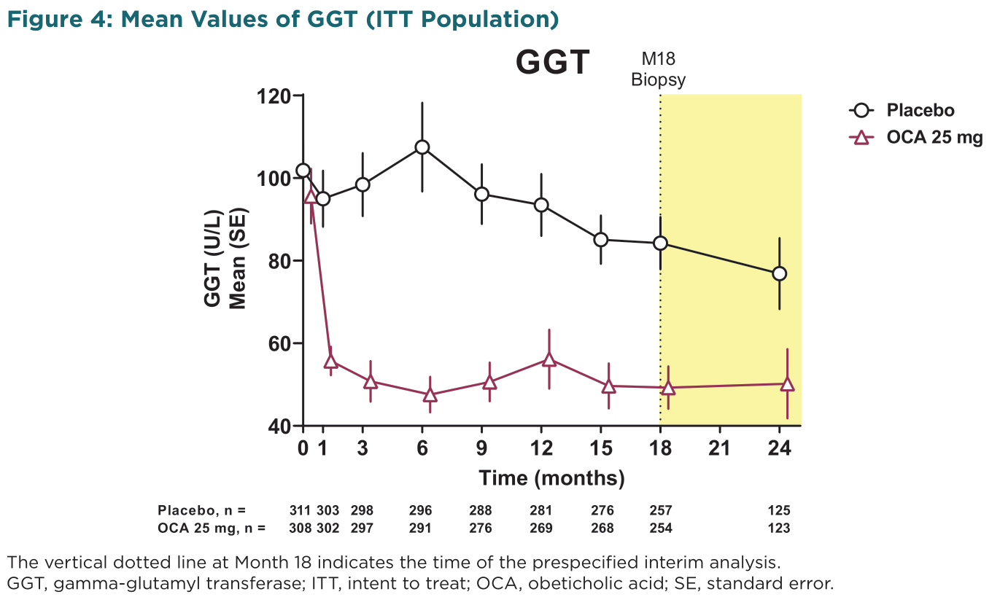 Figure 4: Mean Values of GGT (ITT Population)
GGT
M18
Biopsy
Placebo
OCA 25 mg
GGT (U/L)
Mean (SE)
120
100
80
60
40
0 1 3 6 9 12 15 18 21 24
Time (months)
Placebo, n = 311 303 298 296 288 281 276 257 125
OCA 25 mg, n = 308 302 297 291 276 269 268 254 123
The vertical dotted line at Month 18 indicates the time of the prespecified interim analysis.
GGT, gamma-glutamyl transferase; ITT, intent to treat; OCA, obeticholic acid; SE, standard error.